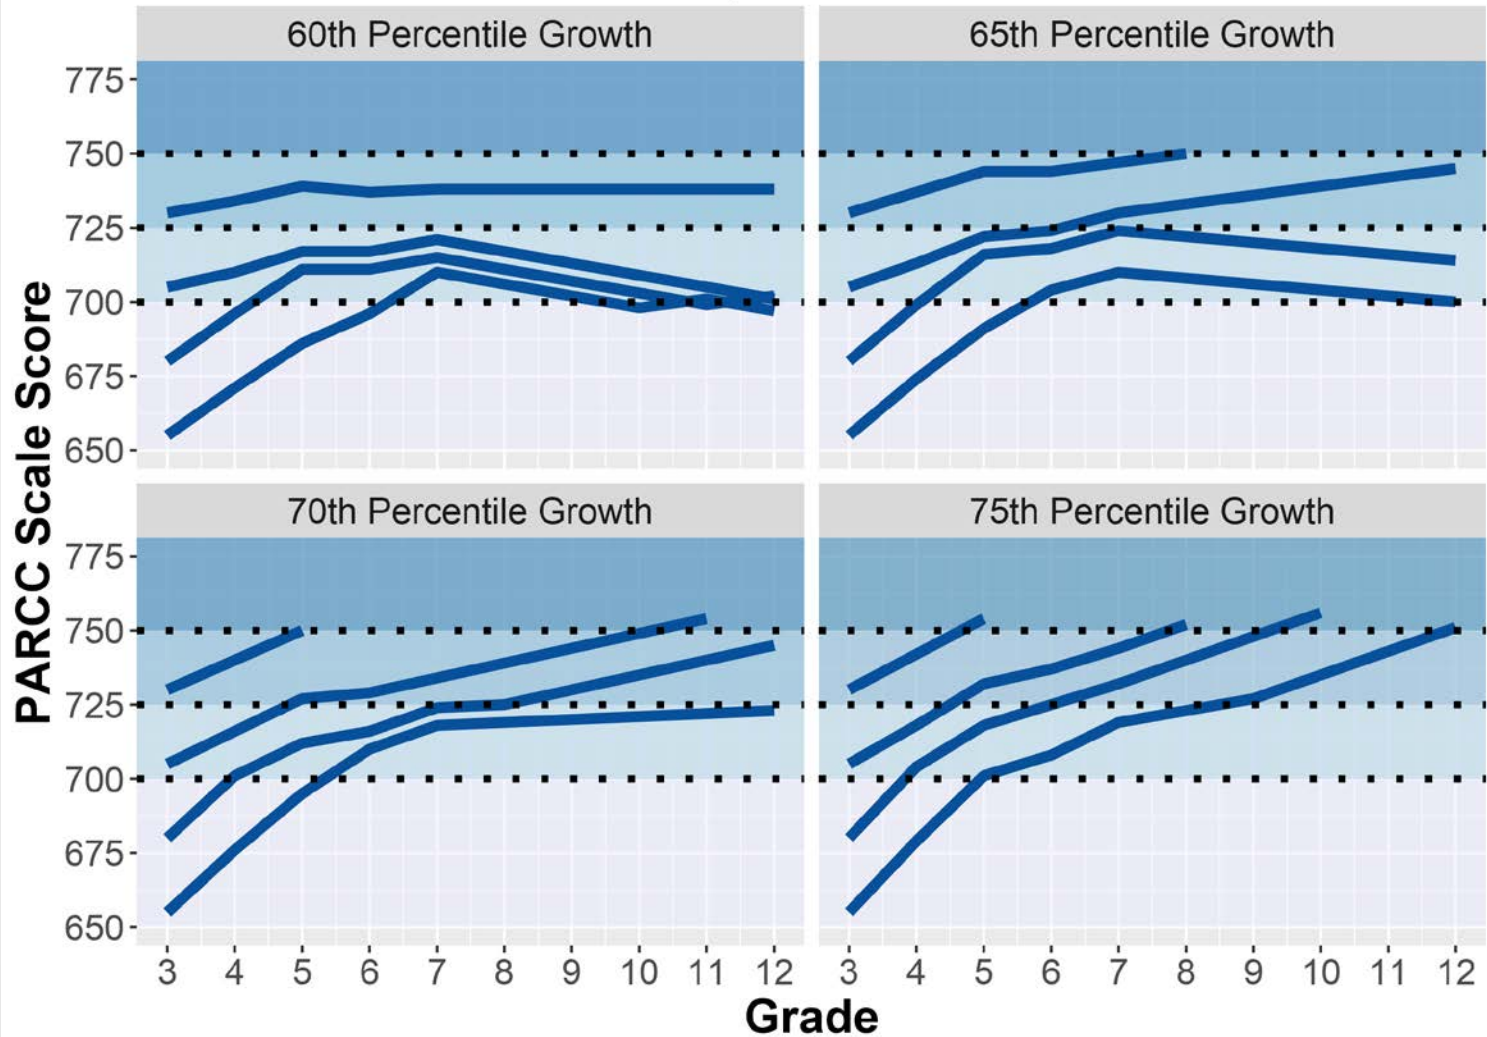 60th Percentile Growth
65th Percentile Growth
775
750
725
700
675
650
70th Percentile Growth
75th Percentile Growth
775
750
725
700
675
650
PARCC Scale Score
3 4 5 6 7 8 9 10 11 12
3 4 5 6 7 8 9 10 11 12
Grade